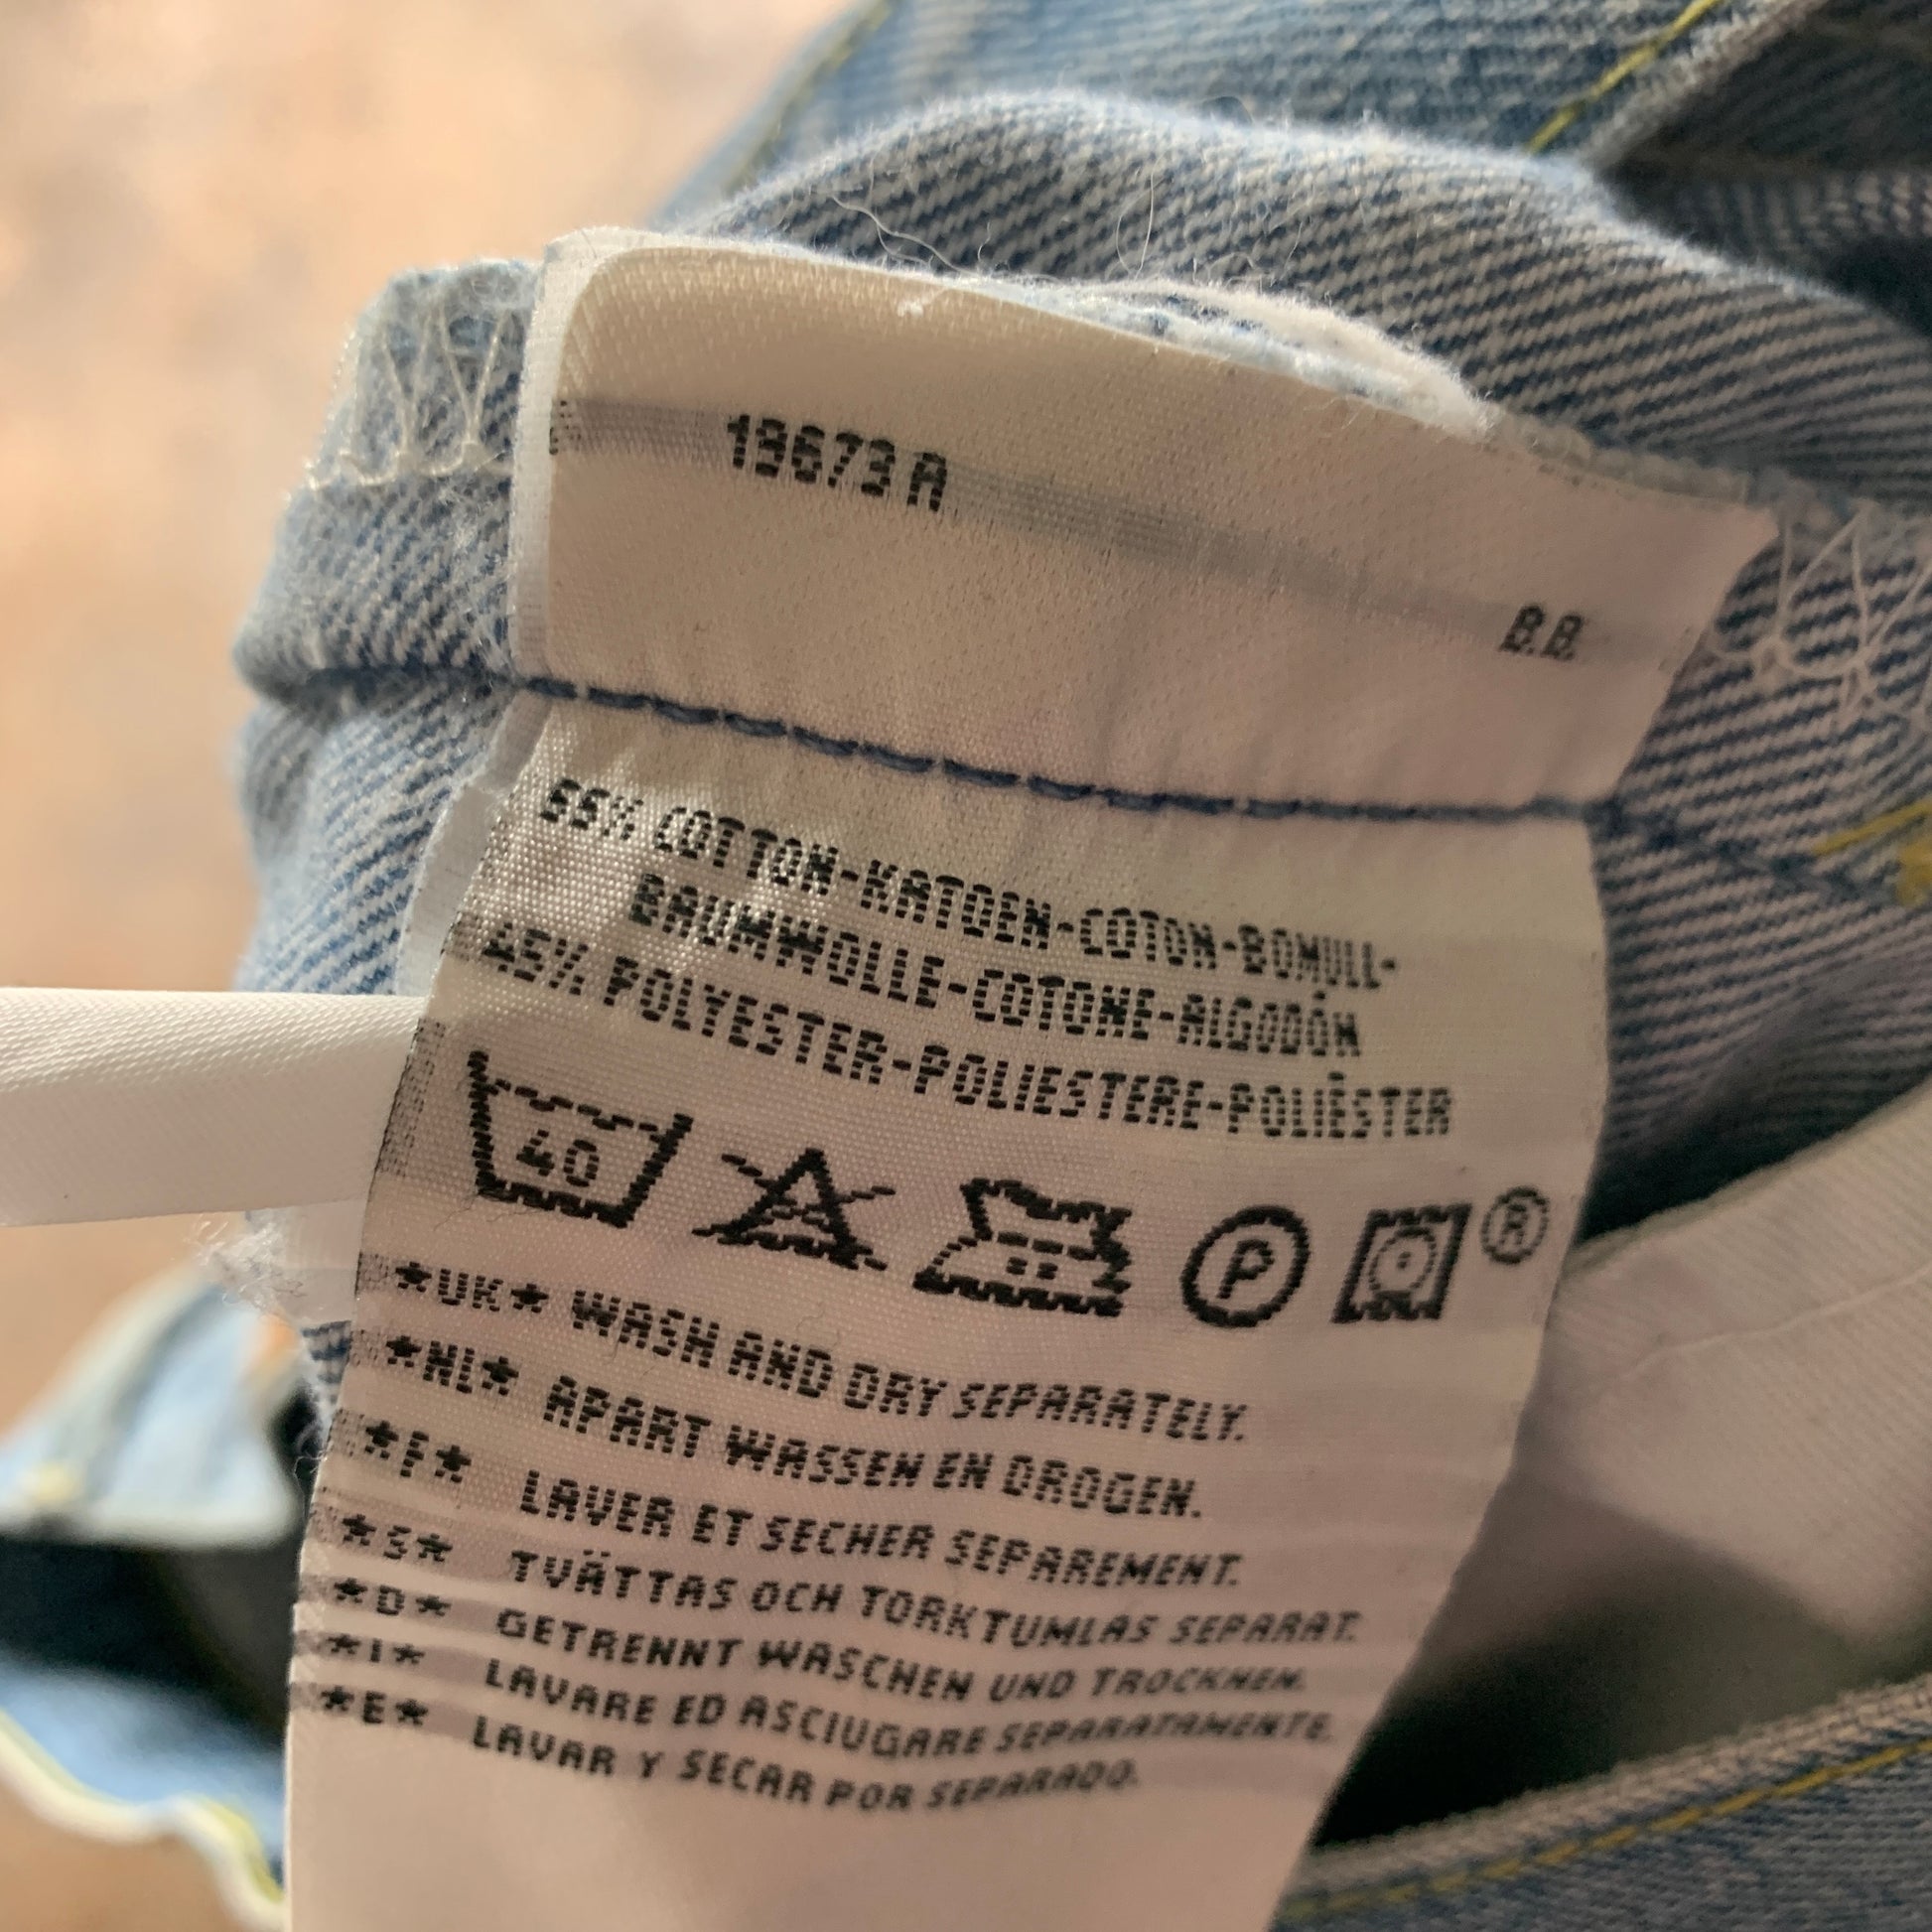 19673 A
B.B.
55% COTTON-KATOEN-COTON-BOMULL-
BAUMWOLLE-COTONE-ALGODÓN
45% POLYESTER-POLIESTERE-POLIÉSTER
40 P ®
*UK* WASH AND DRY SEPARATELY.
*NL* APART WASSEN EN DROGEN.
*F* LAVER ET SECHER SEPAREMENT.
*S* TVÄTTAS OCH TORKTUMLAS SEPARAT.
*D* GETRENNT WASCHEN UND TROCKNEN.
*I* LAVARE ED ASCIUGARE SEPARATAMENTE.
*E* LAVAR Y SECAR POR SEPARADO.